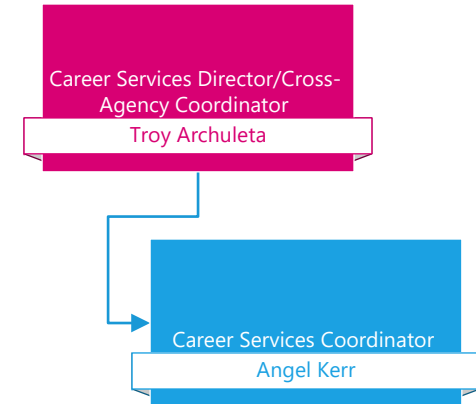 Career Services Director/Cross-
Agency Coordinator
Troy Archuleta
Career Services Coordinator
Angel Kerr